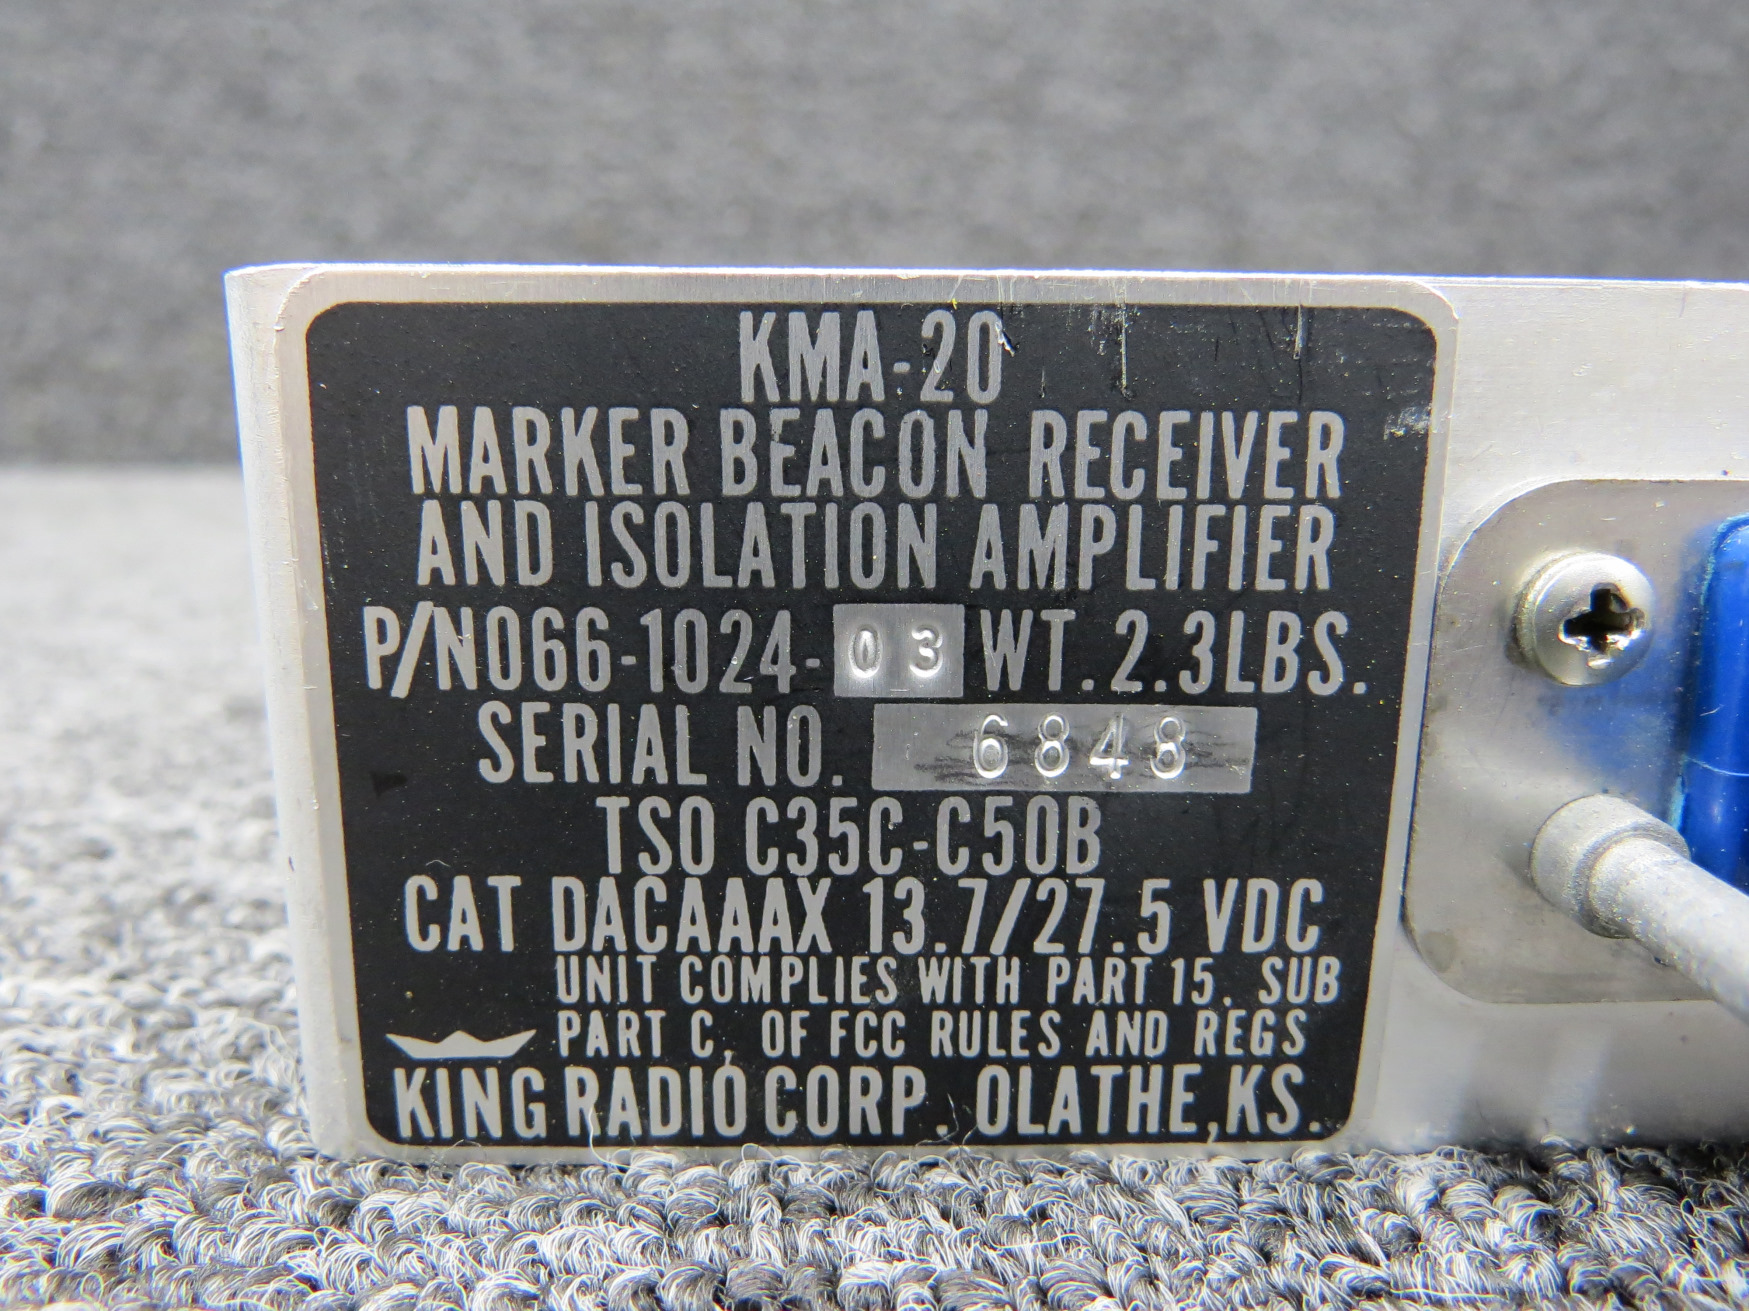 KMA-20
MARKER BEACON RECEIVER
AND ISOLATION AMPLIFIER
P/N066-1024-03 WT.2.3LBS.
SERIAL NO. 6848
TSO C35C-C50B
CAT DACAAAX 13.7/27.5 VDC
UNIT COMPLIES WITH PART 15, SUB
PART C, OF FCC RULES AND REGS
KING RADIO CORP. OLATHE,KS.